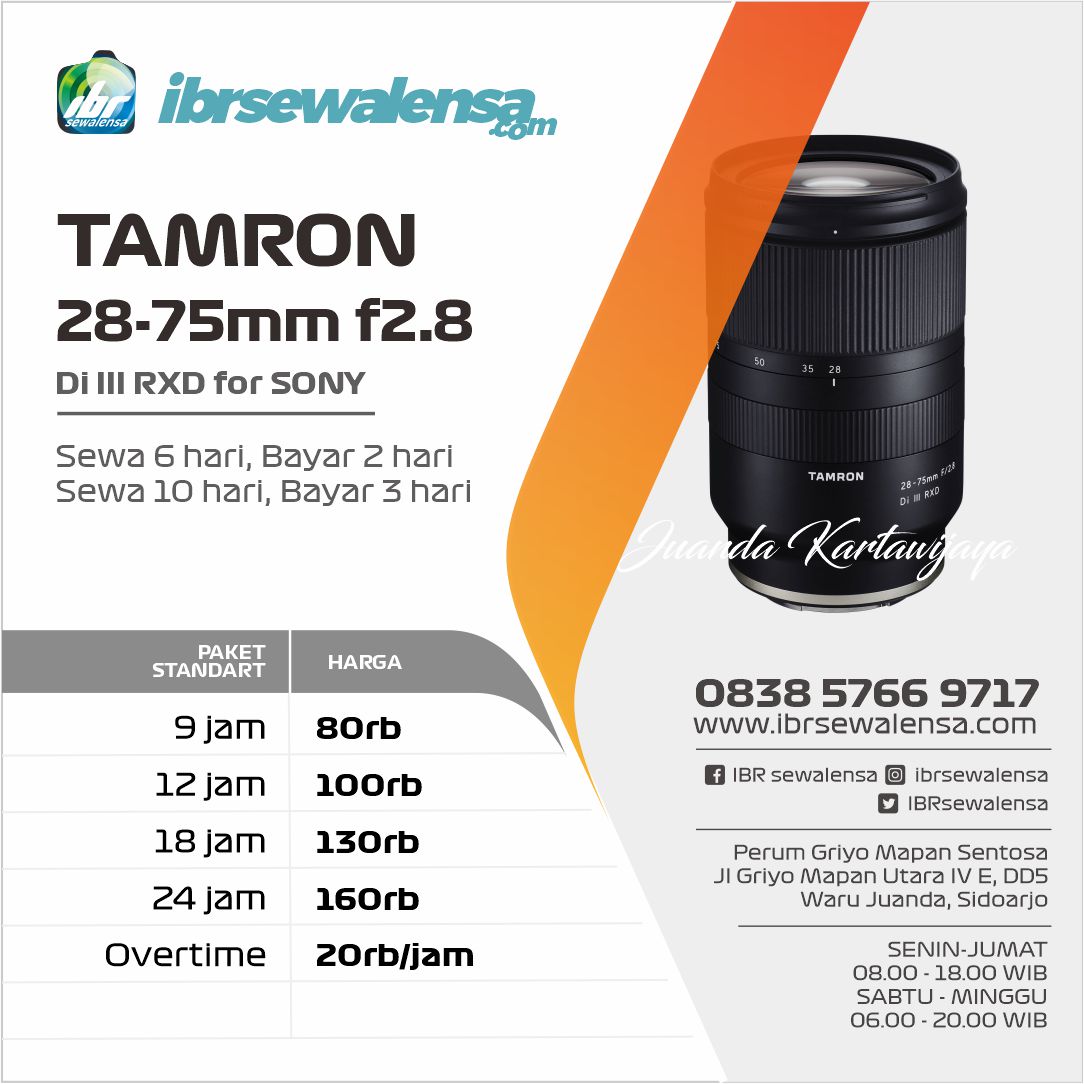 ibr
sewalensa
ibrsewalensa
.com
TAMRON
28-75mm f2.8
Di III RXD for SONY
Sewa 6 hari, Bayar 2 hari
Sewa 10 hari, Bayar 3 hari
50 35 28
TAMRON
28-75mm F/2.8
Di III RXD
Juanda Kartawijaya
PAKET
STANDART
HARGA
9 jam 80rb
12 jam 100rb
18 jam 130rb
24 jam 160rb
Overtime 20rb/jam
0838 5766 9717
www.ibrsewalensa.com
IBR sewalensa ibrsewalensa
IBRsewalensa
Perum Griyo Mapan Sentosa
Jl Griyo Mapan Utara IV E, DD5
Waru Juanda, Sidoarjo
SENIN-JUMAT
08.00 - 18.00 WIB
SABTU - MINGGU
06.00 - 20.00 WIB